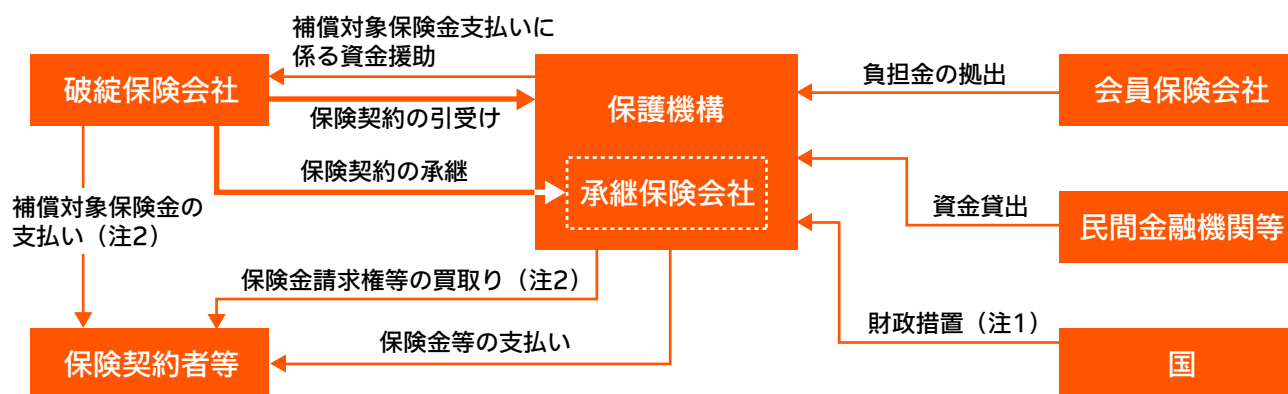 補償対象保険金支払いに
係る資金援助
破綻保険会社
保険契約の引受け
保険契約の承継
保護機構
承継保険会社
負担金の拠出
会員保険会社
資金貸出
民間金融機関等
財政措置（注1）
国
補償対象保険金の
支払い（注2）
保険金請求権等の買取り（注2）
保険金等の支払い
保険契約者等